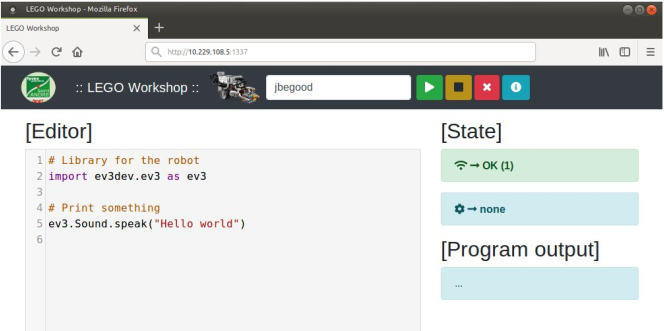 LEGO Workshop - Mozilla Firefox
LEGO Workshop
http://10.229.108.5:1337
:: LEGO Workshop ::
jbegood
[Editor]
1 # Library for the robot
2 import ev3dev.ev3 as ev3
3
4 # Print something
5 ev3.Sound.speak("Hello world")
6
[State]
→ OK (1)
→ none
[Program output]
...